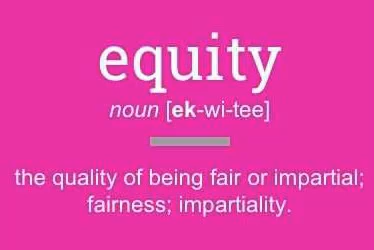 equity
noun [ek-wi-tee]
the quality of being fair or impartial;
fairness; impartiality.